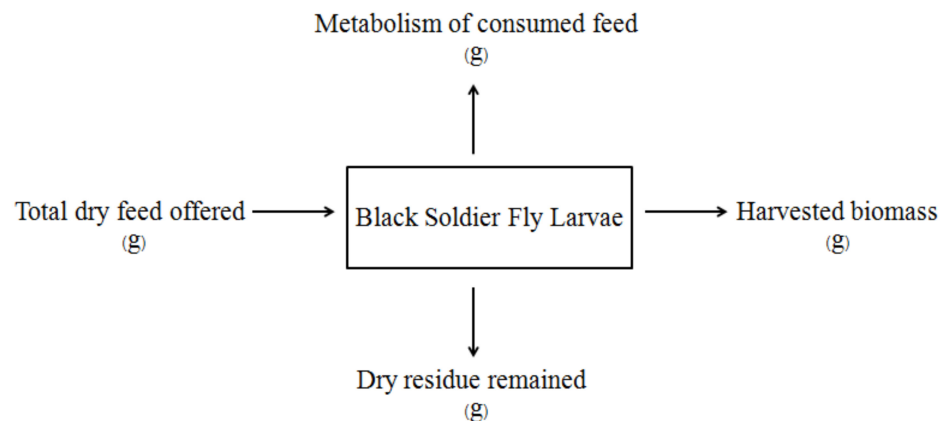 Metabolism of consumed feed
(g)
Total dry feed offered
(g)
Black Soldier Fly Larvae
Harvested biomass
(g)
Dry residue remained
(g)